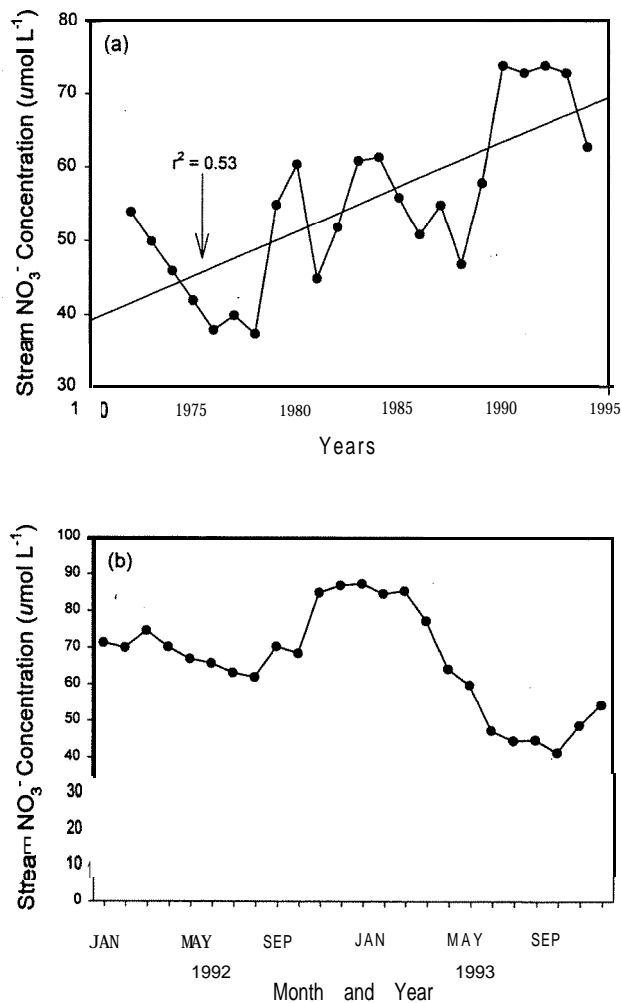 Stream NO3- Concentration (umol L-1)
80
(a)
70
60
r2 = 0.53
50
40
30
1 0 1975 1980 1985 1990 1995
Years
Stream NO3- Concentration (umol L-1)
100
(b)
90
80
70
60
50
40
30
20
10
0
JAN MAY SEP JAN MAY SEP
1992 1993
Month and Year